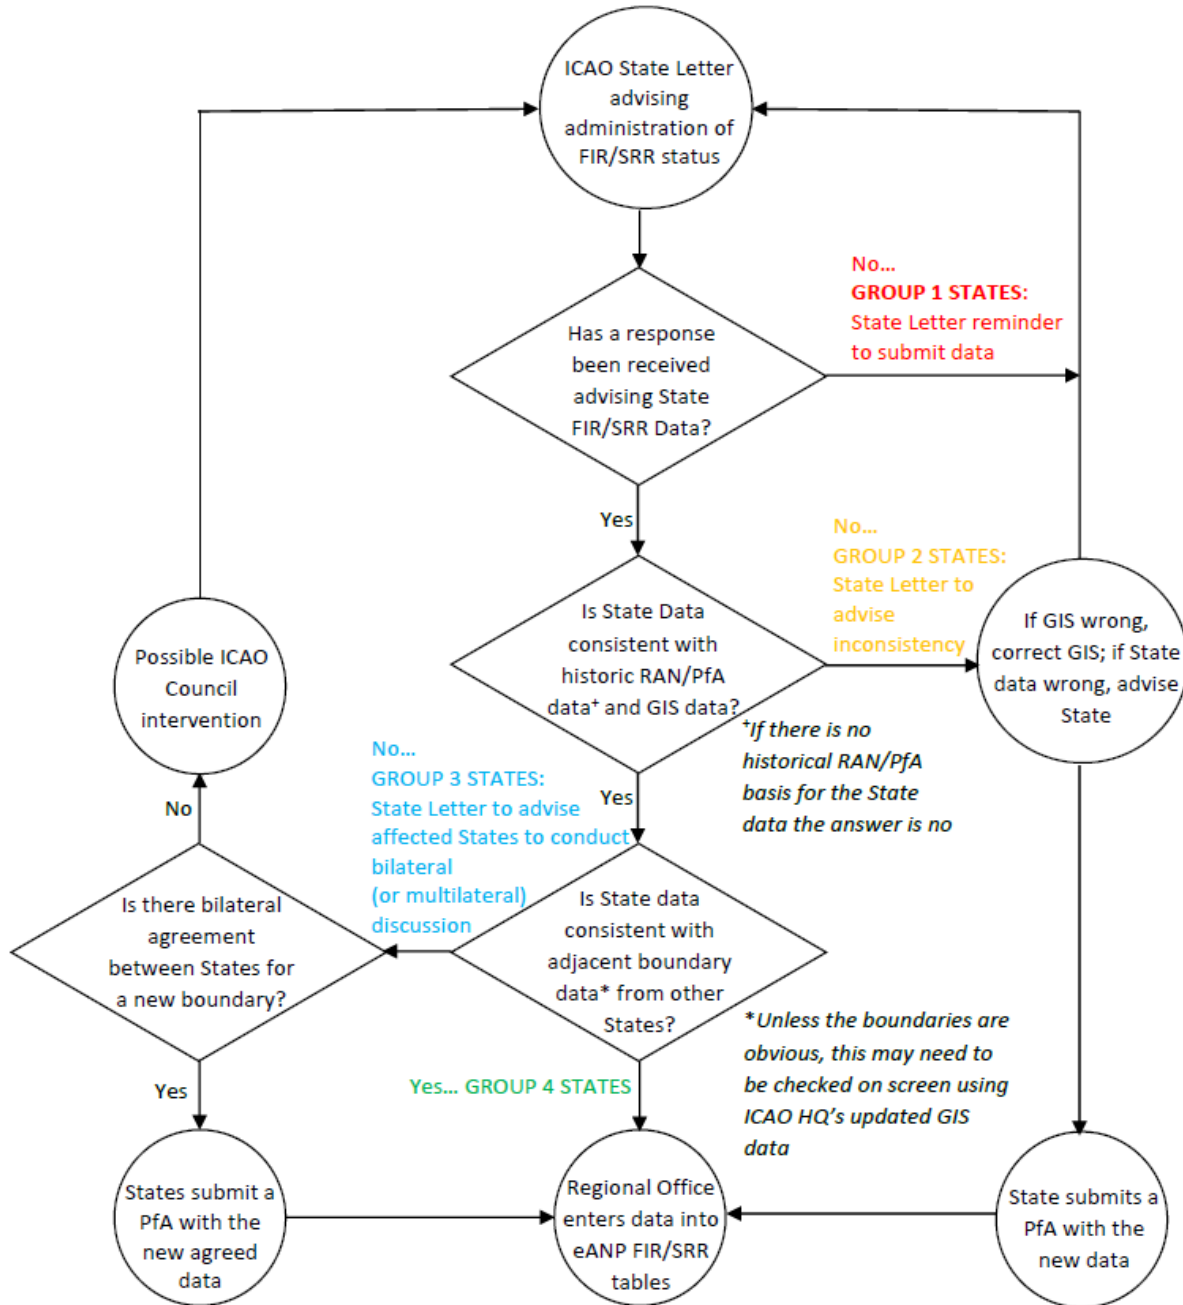 ICAO State Letter
advising
administration of
FIR/SRR status
No...
GROUP 1 STATES:
State Letter reminder
to submit data
Has a response
been received
advising State
FIR/SRR Data?
Yes
No...
GROUP 2 STATES:
State Letter to
advise
inconsistency
Is State Data
consistent with
historic RAN/PfA
data⁺ and GIS data?
If GIS wrong,
correct GIS; if State
data wrong, advise
State
⁺If there is no
historical RAN/PfA
basis for the State
data the answer is no
Possible ICAO
Council
intervention
No
No...
GROUP 3 STATES:
State Letter to advise
affected States to conduct
bilateral
(or multilateral)
discussion
Yes
Is there bilateral
agreement
between States for
a new boundary?
Is State data
consistent with
adjacent boundary
data* from other
States?
*Unless the boundaries are
obvious, this may need to
be checked on screen using
ICAO HQ's updated GIS
data
Yes
Yes... GROUP 4 STATES
States submit a
PfA with the
new agreed
data
Regional Office
enters data into
eANP FIR/SRR
tables
State submits a
PfA with the
new data